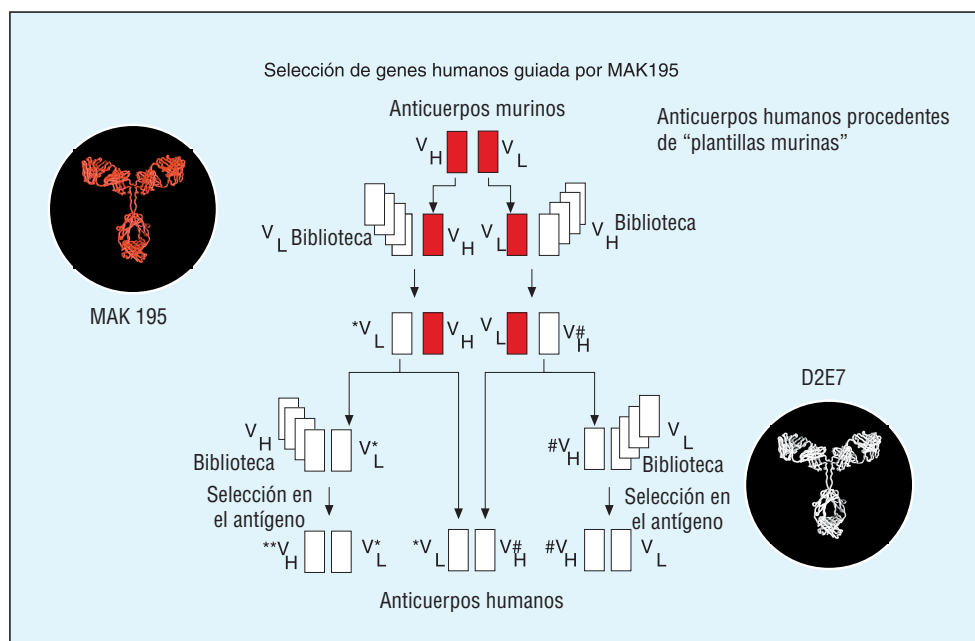 Selección de genes humanos guiada por MAK195
Anticuerpos murinos
Anticuerpos humanos procedentes
de “plantillas murinas”
VH VL
VL Biblioteca VH VL VH Biblioteca
MAK 195
*VL VH VL V#H
D2E7
VH Biblioteca V*L #VH VL Biblioteca
Selección en
el antígeno
Selección en
el antígeno
**VH V*L *VL V#H #VH VL
Anticuerpos humanos